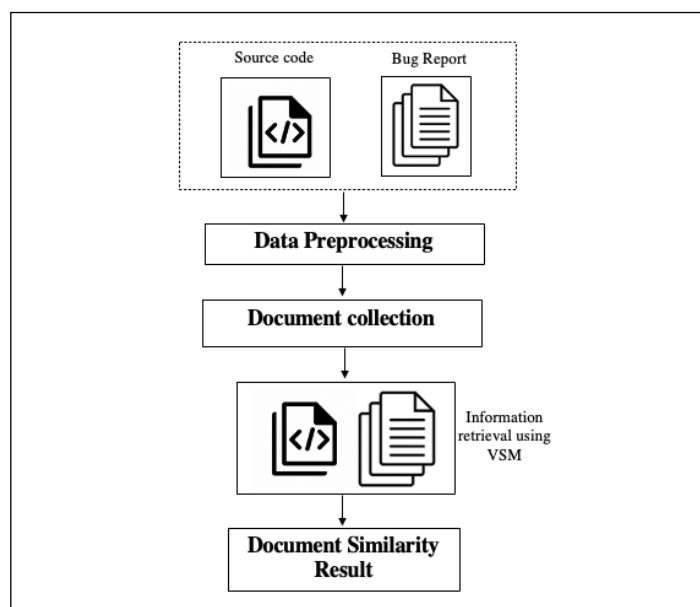 Source code
Bug Report
</>
Data Preprocessing
Document collection
</>
Information
retrieval using
VSM
Document Similarity
Result